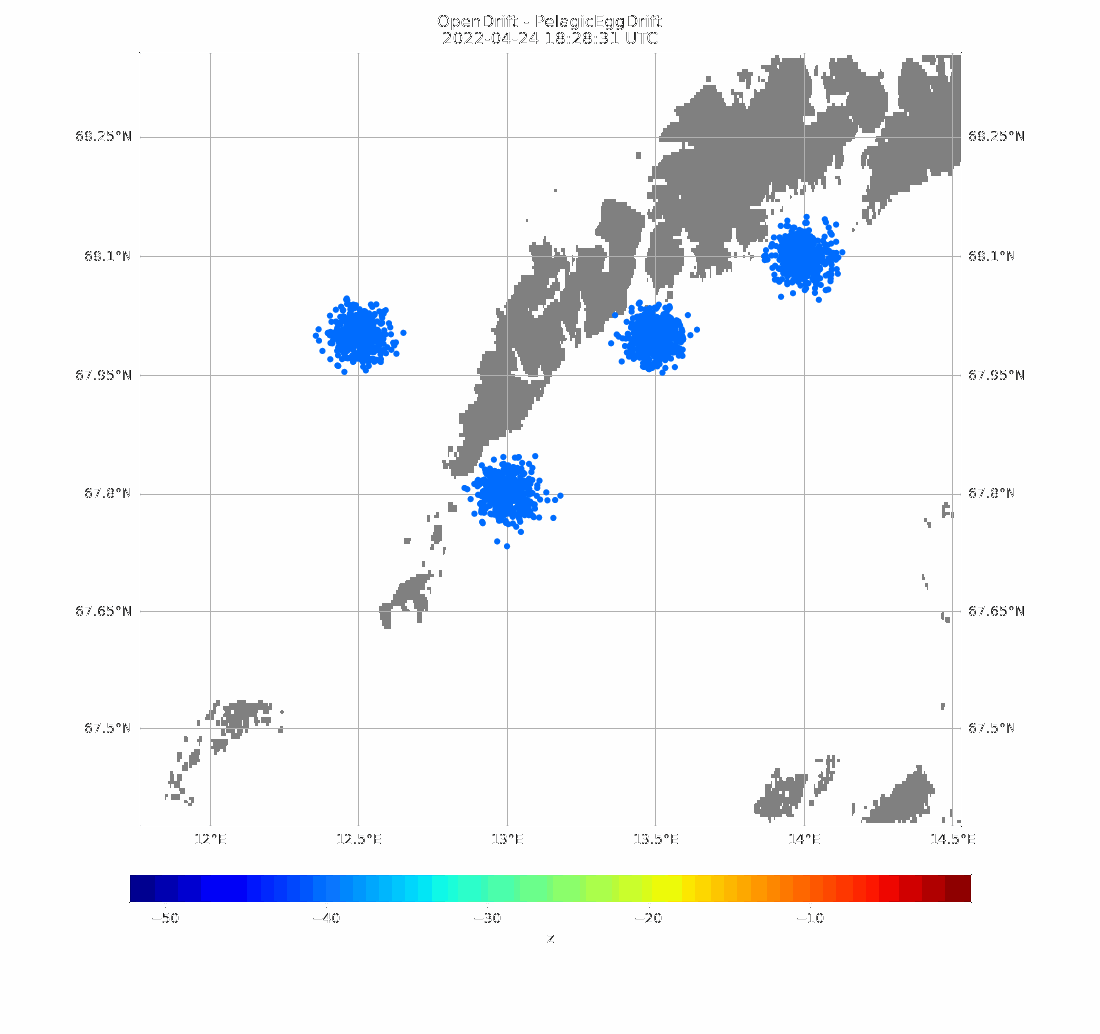 OpenDrift - PelagicEggDrift
2022-04-24 18:28:31 UTC
68.25°N 68.25°N
68.1°N 68.1°N
67.95°N 67.95°N
67.8°N 67.8°N
67.65°N 67.65°N
67.5°N 67.5°N
12°E 12.5°E 13°E 13.5°E 14°E 14.5°E
−50 −40 −30 −20 −10
z